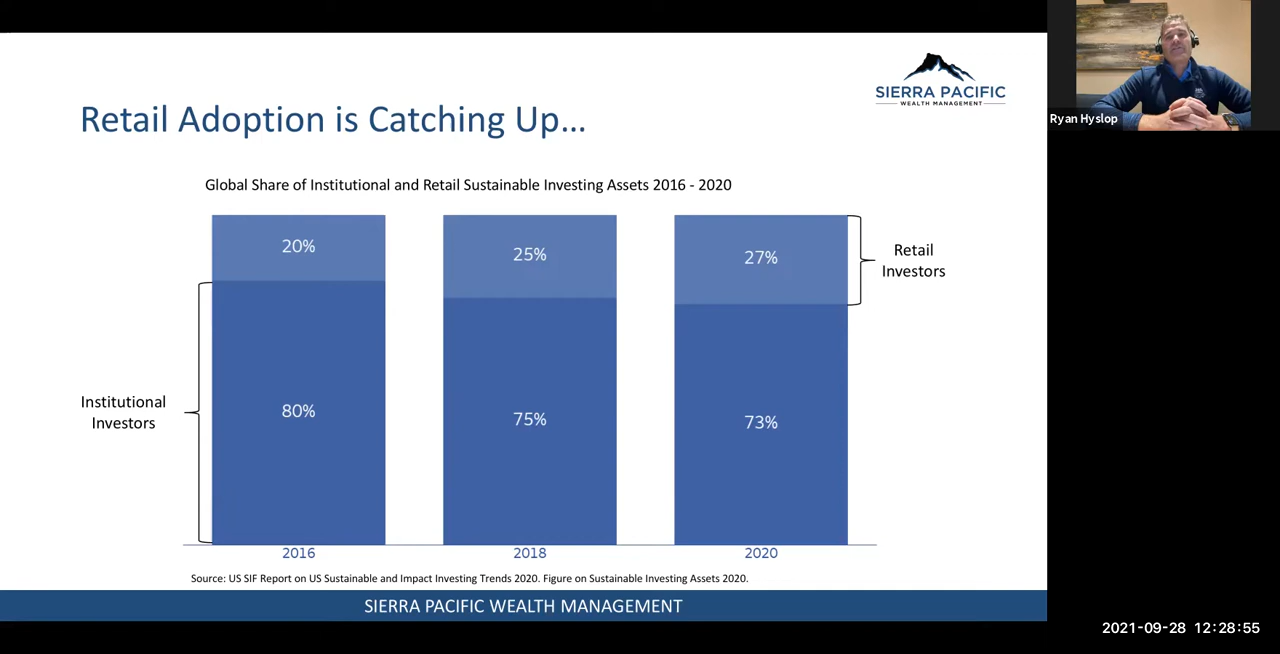 SIERRA PACIFIC
WEALTH MANAGEMENT
Ryan Hyslop
Retail Adoption is Catching Up...
Global Share of Institutional and Retail Sustainable Investing Assets 2016 - 2020
20%
25%
27%
Retail
Investors
Institutional
Investors
80%
75%
73%
2016
2018
2020
Source: US SIF Report on US Sustainable and Impact Investing Trends 2020. Figure on Sustainable Investing Assets 2020.
SIERRA PACIFIC WEALTH MANAGEMENT
2021-09-28 12:28:55